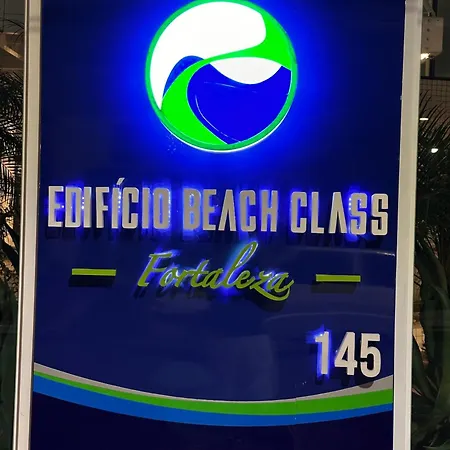 EDIFÍCIO BEACH CLASS
Fortaleza
145